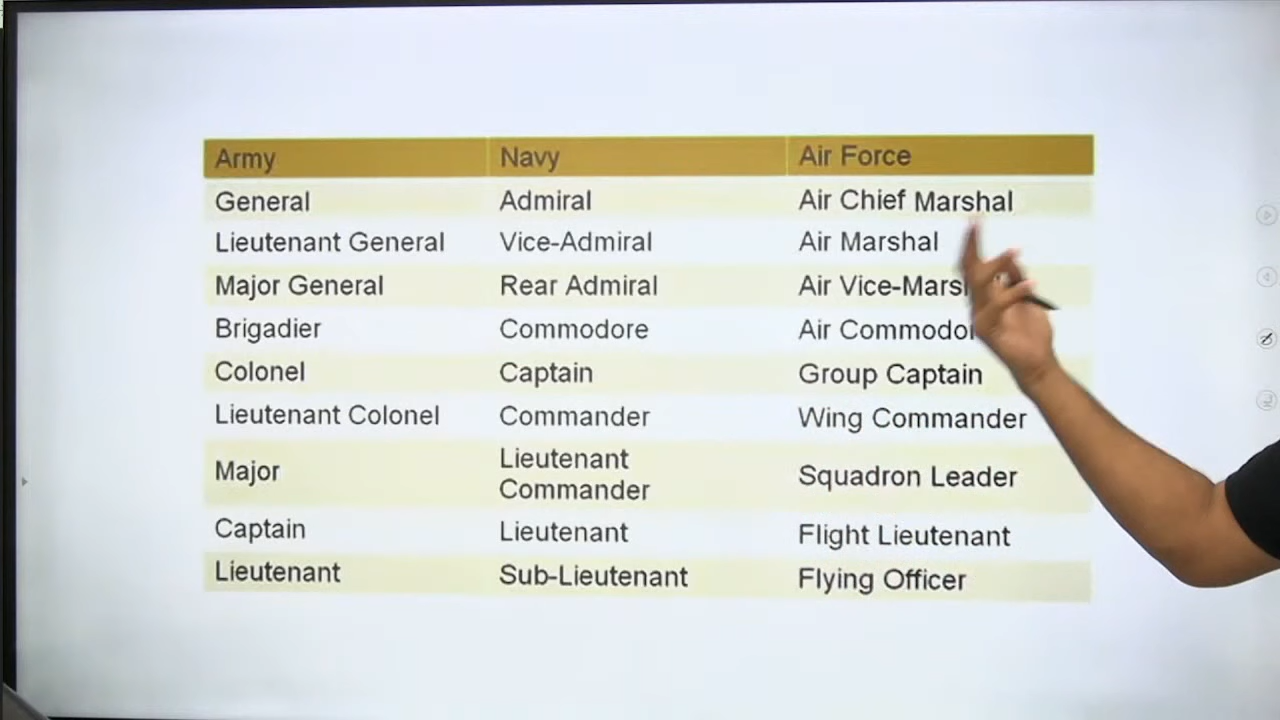 Army Navy Air Force
General Admiral Air Chief Marshal
Lieutenant General Vice-Admiral Air Marshal
Major General Rear Admiral Air
Brigadier Commodore Air
Colonel Captain Group Captain
Lieutenant Colonel Commander Wing Commander
Major Lieutenant Commander Squadron Leader
Captain Lieutenant Flight Lieutenant
Lieutenant Sub-Lieutenant Flying Officer